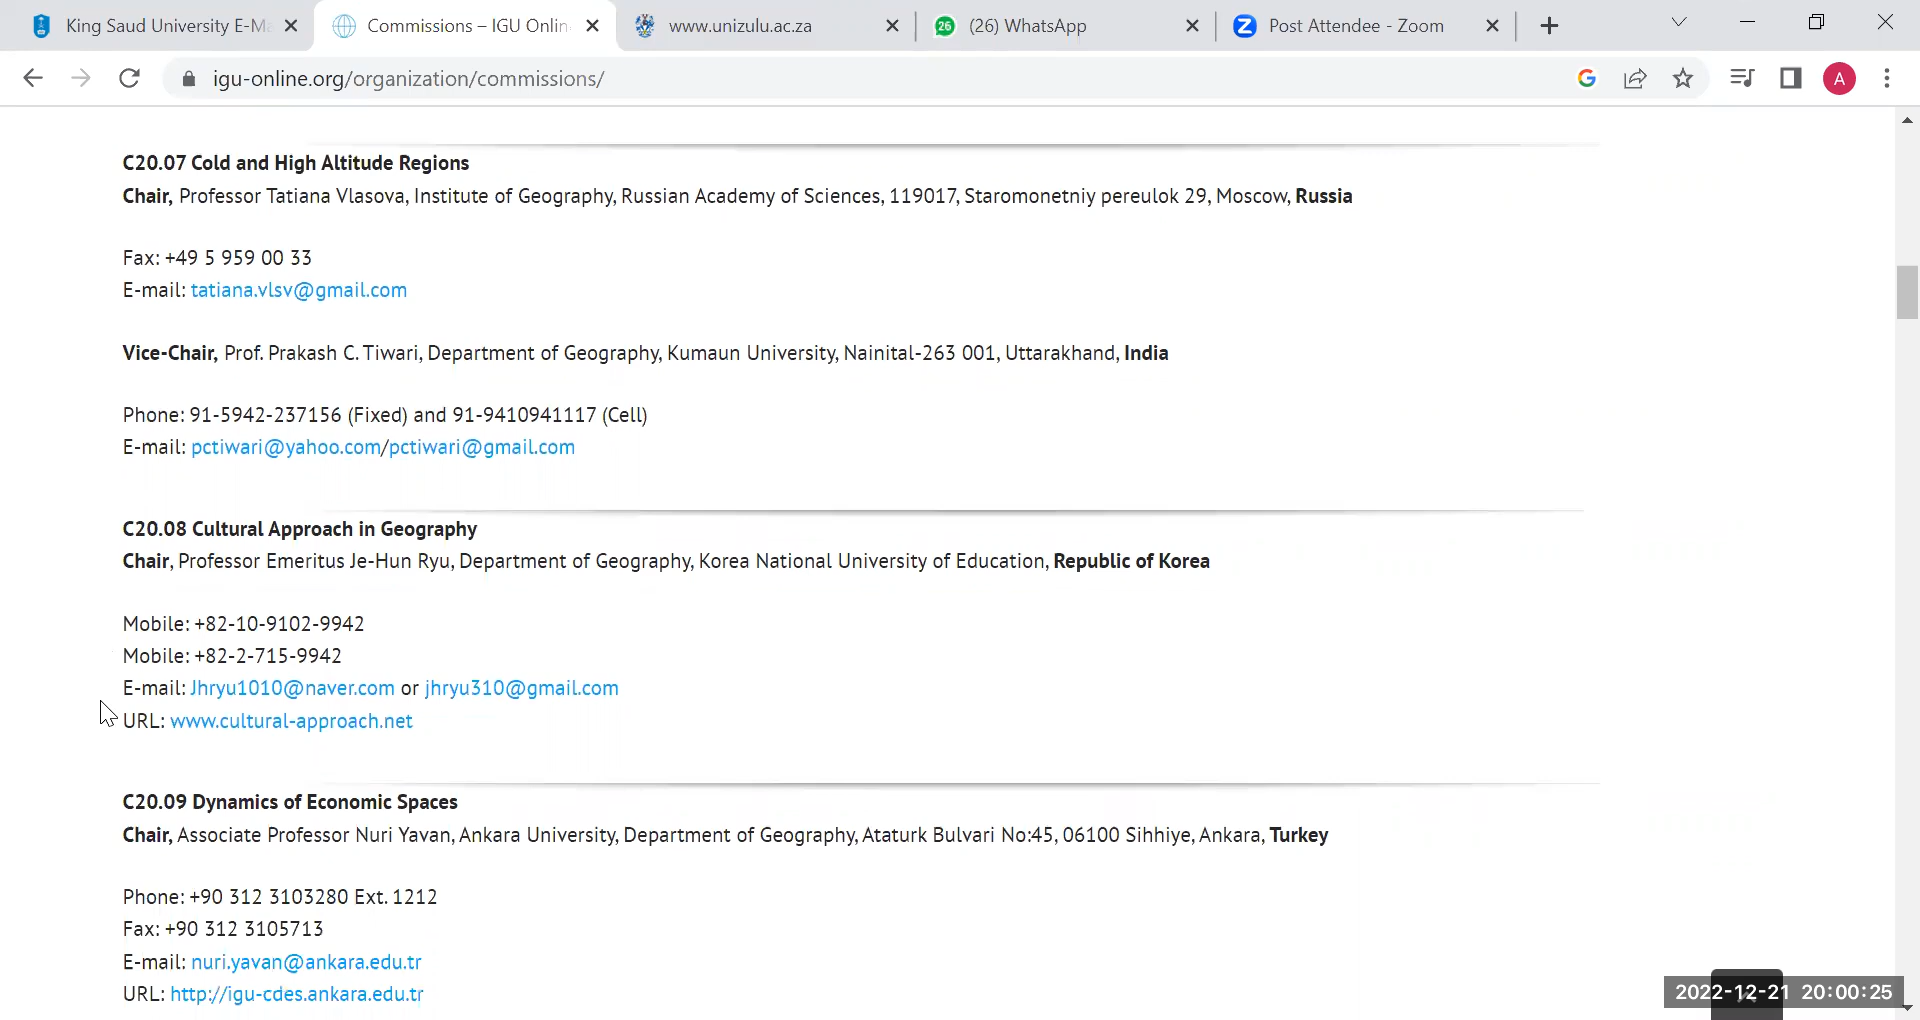 King Saud University E-Ma
Commissions – IGU Onlin
www.unizulu.ac.za
26
(26) WhatsApp
Z
Post Attendee - Zoom
igu-online.org/organization/commissions/
G
A
C20.07 Cold and High Altitude Regions
Chair, Professor Tatiana Vlasova, Institute of Geography, Russian Academy of Sciences, 119017, Staromonetniy pereulok 29, Moscow, Russia
Fax: +49 5 959 00 33
E-mail: tatiana.vlsv@gmail.com
Vice-Chair, Prof. Prakash C. Tiwari, Department of Geography, Kumaun University, Nainital-263 001, Uttarakhand, India
Phone: 91-5942-237156 (Fixed) and 91-9410941117 (Cell)
E-mail: pctiwari@yahoo.com/pctiwari@gmail.com
C20.08 Cultural Approach in Geography
Chair, Professor Emeritus Je-Hun Ryu, Department of Geography, Korea National University of Education, Republic of Korea
Mobile: +82-10-9102-9942
Mobile: +82-2-715-9942
E-mail: Jhryu1010@naver.com or jhryu310@gmail.com
URL: www.cultural-approach.net
C20.09 Dynamics of Economic Spaces
Chair, Associate Professor Nuri Yavan, Ankara University, Department of Geography, Ataturk Bulvari No:45, 06100 Sihhiye, Ankara, Turkey
Phone: +90 312 3103280 Ext. 1212
Fax: +90 312 3105713
E-mail: nuri.yavan@ankara.edu.tr
URL: http://igu-cdes.ankara.edu.tr
2022-12-21 20:00:25